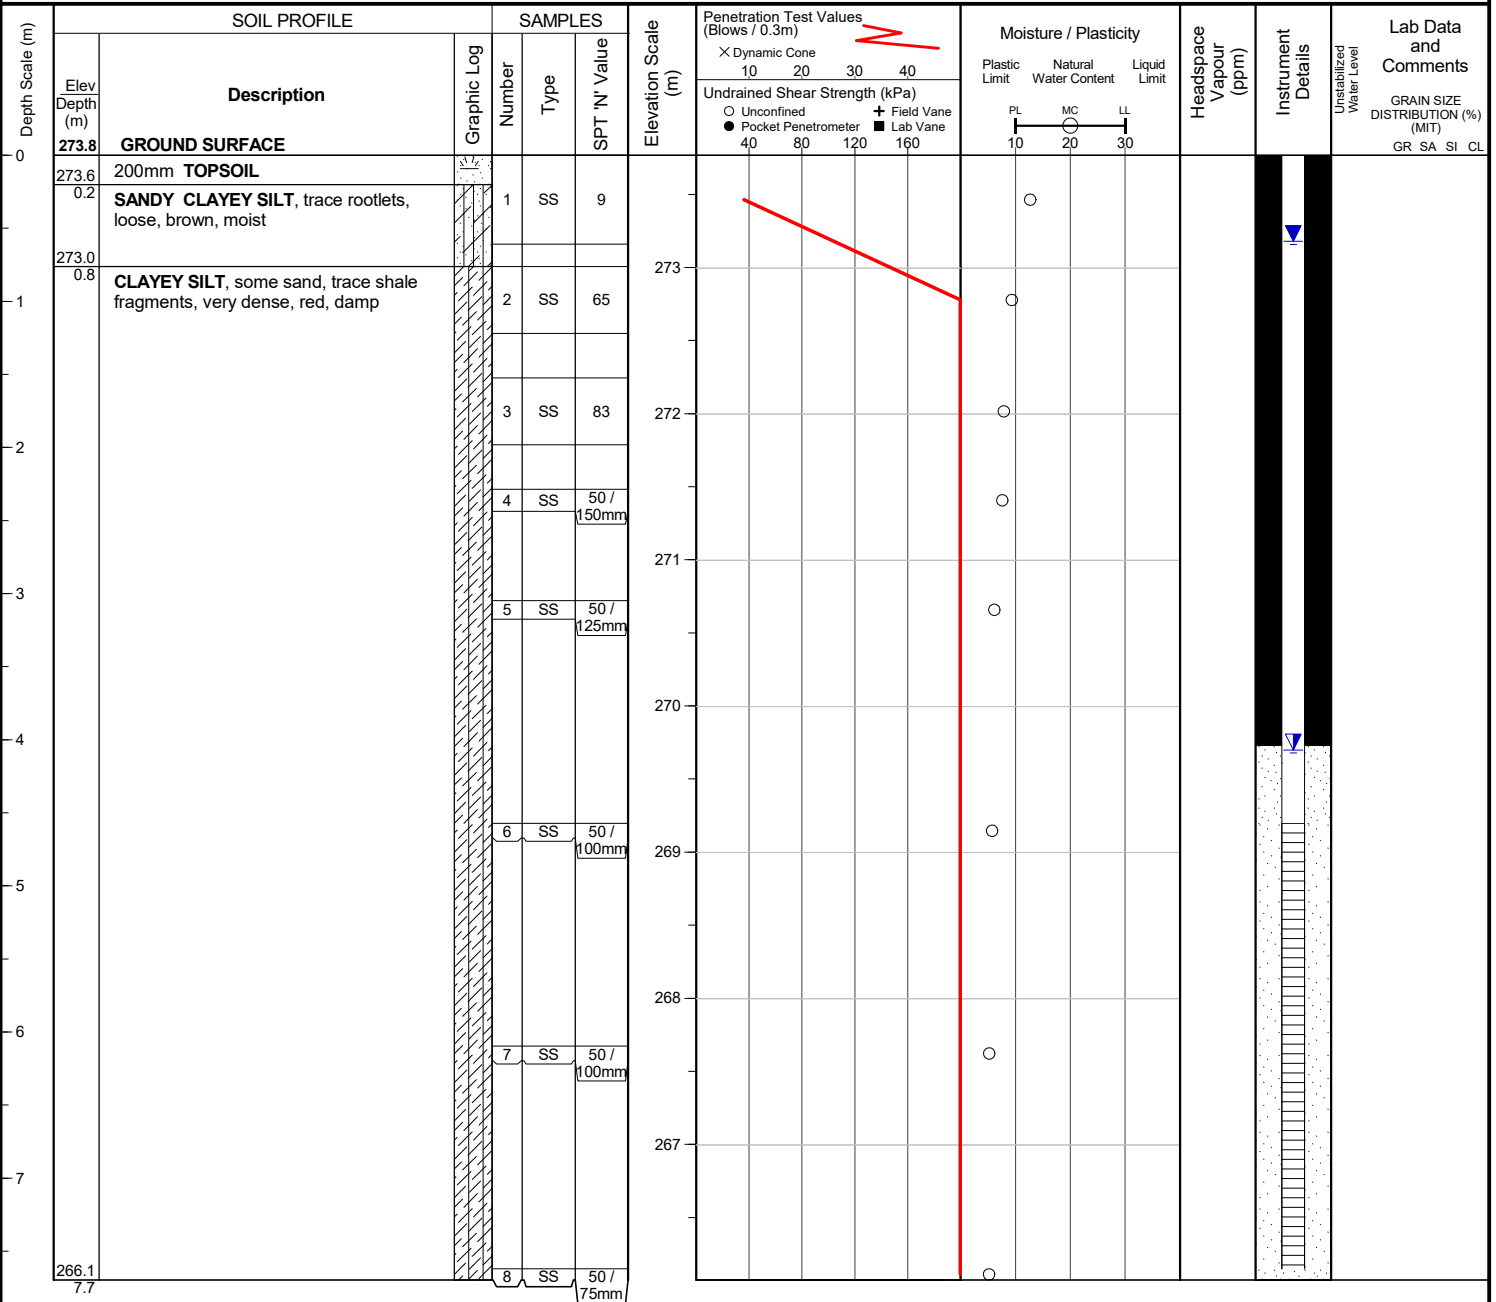 SOIL PROFILE
SAMPLES
Depth Scale (m)
Elev
Depth
(m)
Description
Graphic Log
Number
Type
SPT 'N' Value
Elevation Scale
(m)
Penetration Test Values
(Blows / 0.3m)
× Dynamic Cone
10 20 30 40
Undrained Shear Strength (kPa)
Unconfined
Field Vane
Pocket Penetrometer
Lab Vane
40 80 120 160
Moisture / Plasticity
Plastic
Limit
Natural
Water Content
Liquid
Limit
PL MC LL
10 20 30
Headspace
Vapour
(ppm)
Instrument
Details
Unstabilized
Water Level
Lab Data
and
Comments
GRAIN SIZE
DISTRIBUTION (%)
(MIT)
GR SA SI CL
273.8 GROUND SURFACE
0
273.6 200mm TOPSOIL
0.2 SANDY CLAYEY SILT, trace rootlets,
loose, brown, moist
1 SS 9
273.0
0.8 CLAYEY SILT, some sand, trace shale
fragments, very dense, red, damp
273
1
2 SS 65
3 SS 83
272
2
4 SS 50 /
150mm
271
3
5 SS 50 /
125mm
270
4
6 SS 50 /
100mm
269
5
268
6
7 SS 50 /
100mm
267
7
266.1
7.7
8 SS 50 /
75mm